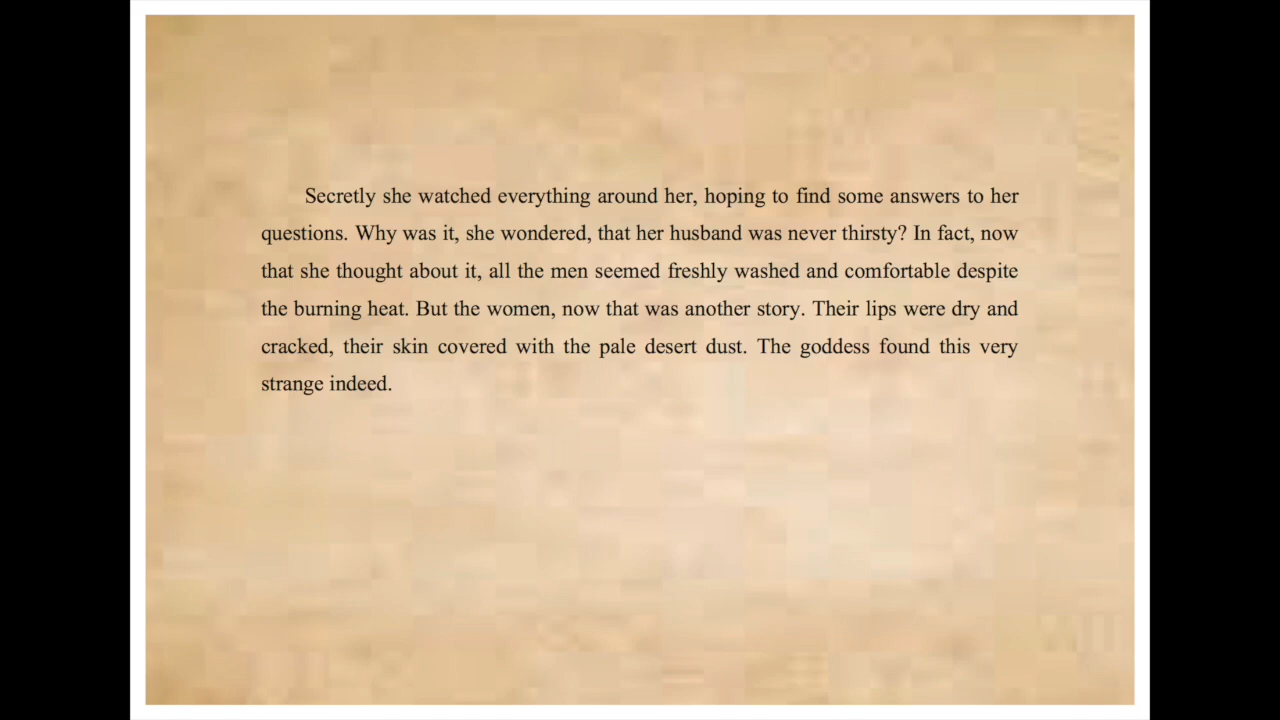 Secretly she watched everything around her, hoping to find some answers to her
questions. Why was it, she wondered, that her husband was never thirsty? In fact, now
that she thought about it, all the men seemed freshly washed and comfortable despite
the burning heat. But the women, now that was another story. Their lips were dry and
cracked, their skin covered with the pale desert dust. The goddess found this very
strange indeed.